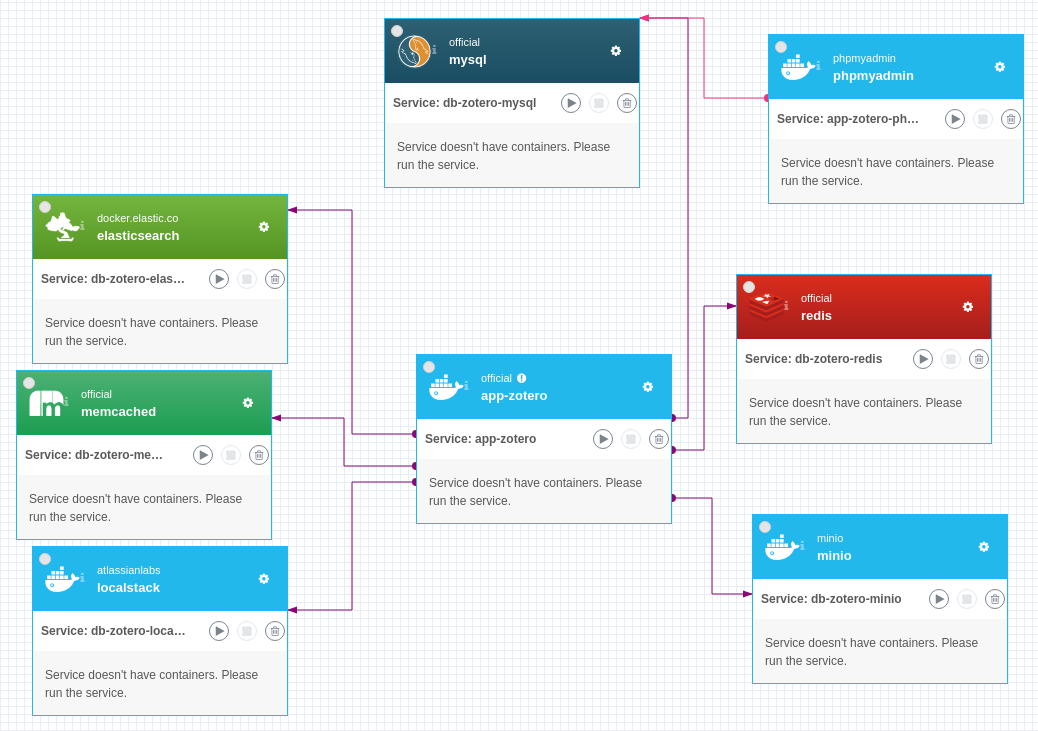 official
mysql
Service: db-zotero-mysql
Service doesn't have containers. Please
run the service.
phpmyadmin
phpmyadmin
Service: app-zotero-ph…
Service doesn't have containers. Please
run the service.
docker.elastic.co
elasticsearch
Service: db-zotero-elas…
Service doesn't have containers. Please
run the service.
official
redis
Service: db-zotero-redis
Service doesn't have containers. Please
run the service.
official
memcached
Service: db-zotero-me…
Service doesn't have containers. Please
run the service.
official
app-zotero
Service: app-zotero
Service doesn't have containers. Please
run the service.
atlassianlabs
localstack
Service: db-zotero-loca…
Service doesn't have containers. Please
run the service.
minio
minio
Service: db-zotero-minio
Service doesn't have containers. Please
run the service.